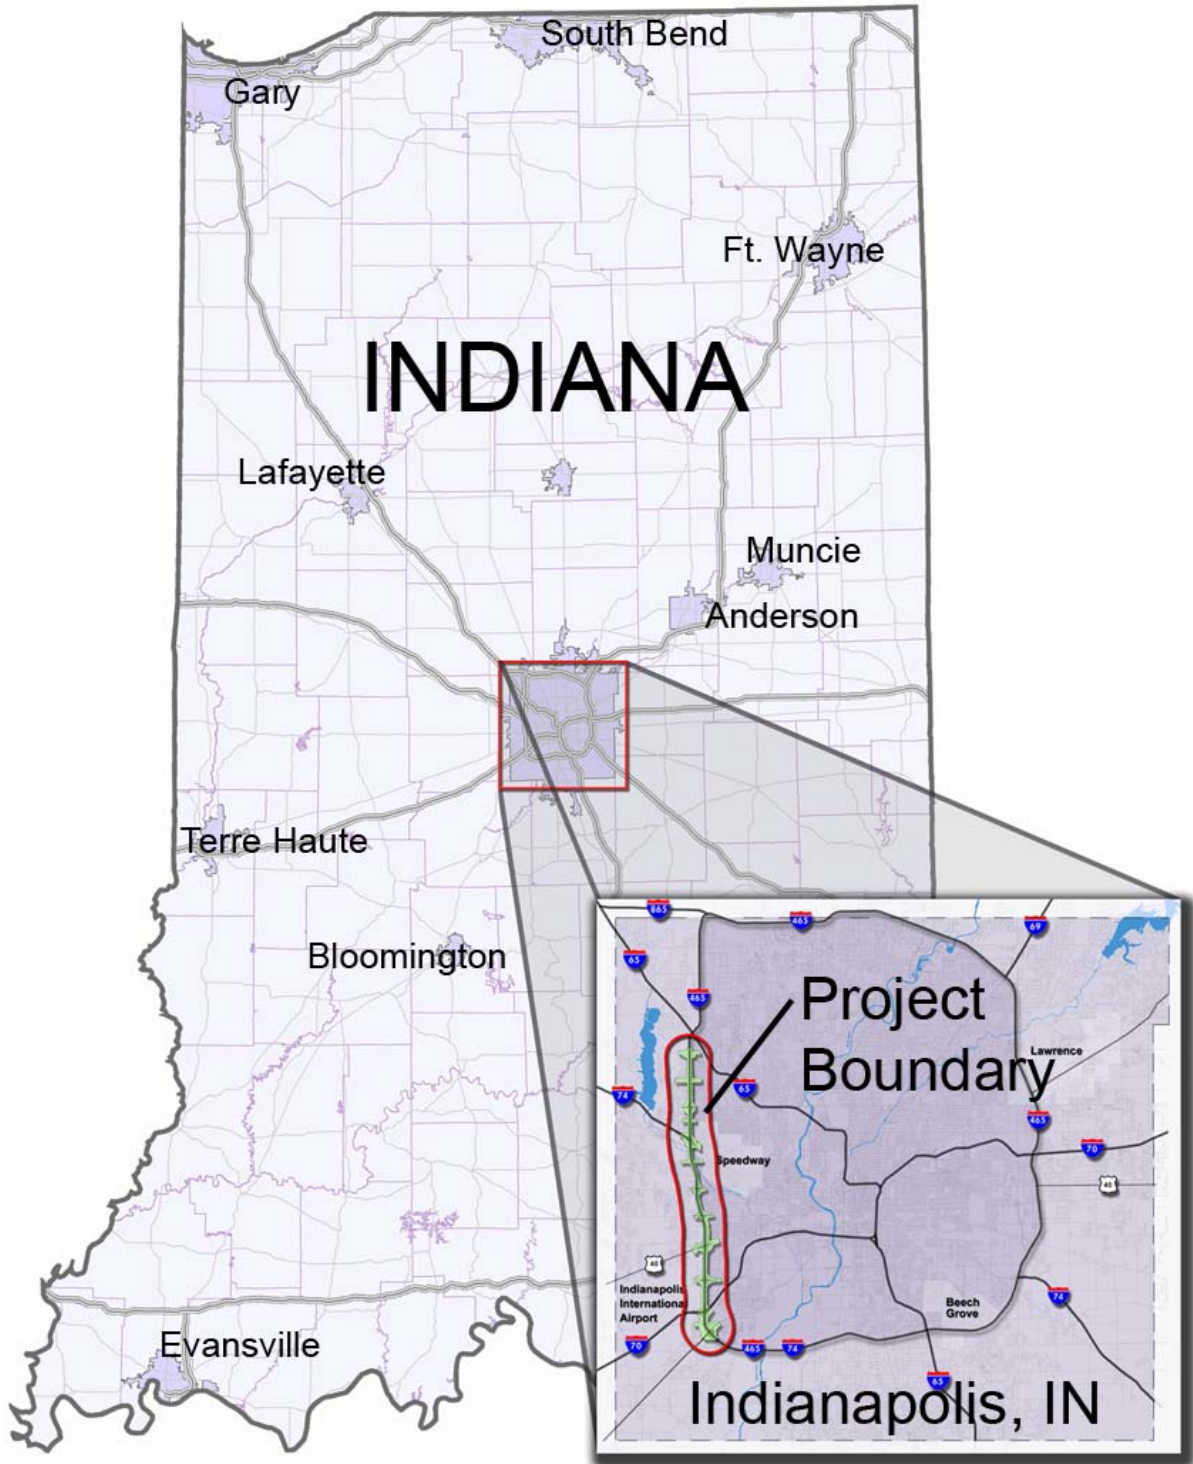 South Bend
Gary
Ft. Wayne
INDIANA
Lafayette
Muncie
Anderson
Terre Haute
Bloomington
Evansville
865
465
69
65
465
Project
Boundary
Lawrence
74
65
465
70
Speedway
40
40
Indianapolis
International
Airport
Beech
Grove
74
70
465
74
65
Indianapolis, IN